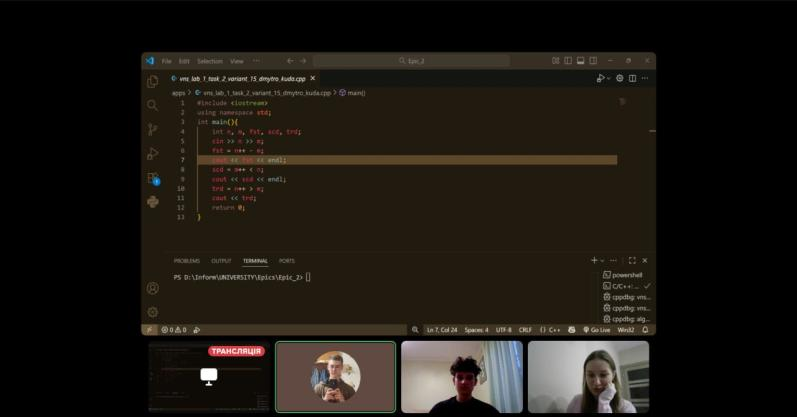 File Edit Selection View ··· Epic_2
vns_lab_1_task_2_variant_15_dmytro_kuda.cpp
apps > vns_lab_1_task_2_variant_15_dmytro_kuda.cpp > main()
1 #include <iostream>
2 using namespace std;
3 int main(){
4 int n, m, fst, scd, trd;
5 cin >> n >> m;
6 fst = n++ - m;
7 cout << fst << endl;
8 scd = m++ < n;
9 cout << scd << endl;
10 trd = n++ > m;
11 cout << trd;
12 return 0;
13 }
PROBLEMS OUTPUT TERMINAL PORTS
PS D:\Inform\UNIVERSITY\Epics\Epic_2>
powershell
C/C++: ...
cppdbg: vns...
cppdbg: vns...
cppdbg: alg...
0 0 Ln 7, Col 24 Spaces: 4 UTF-8 CRLF {} C++ Go Live Win32
ТРАНСЛЯЦІЯ